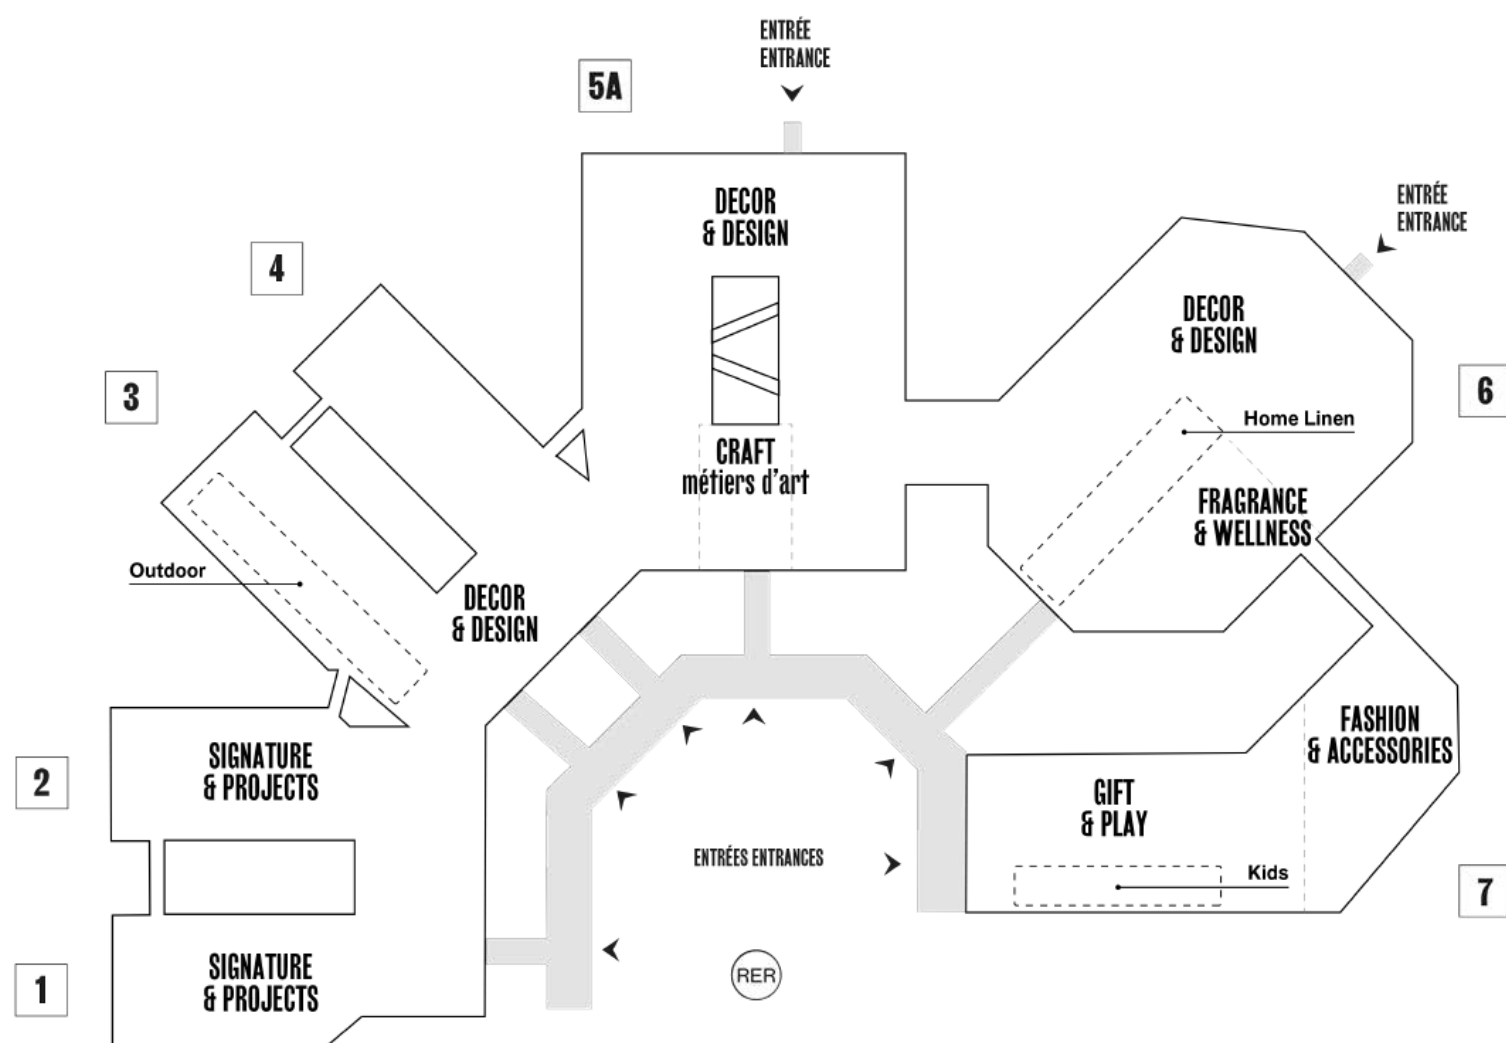 ENTRÉE
ENTRANCE
5A
ENTRÉE
ENTRANCE
DECOR
& DESIGN
4
DECOR
& DESIGN
3
6
Home Linen
CRAFT
métiers d'art
FRAGRANCE
& WELLNESS
Outdoor
DECOR
& DESIGN
FASHION
& ACCESSORIES
SIGNATURE
& PROJECTS
2
GIFT
& PLAY
ENTRÉES ENTRANCES
Kids
7
SIGNATURE
& PROJECTS
1
RER